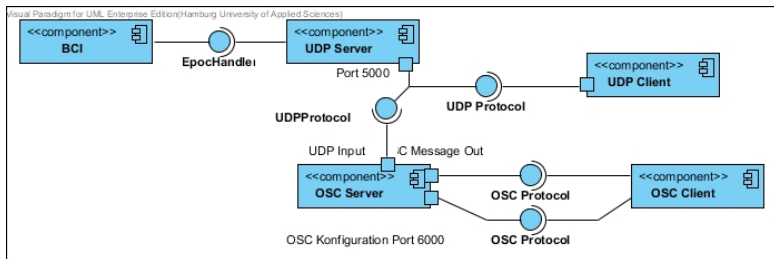 Visual Paradigm for UML Enterprise Edition(Hamburg University of Applied Sciences)
<<component>>
BCI
EpocHandler
<<component>>
UDP Server
Port 5000
<<component>>
UDP Client
UDP Protocol
UDPProtocol
UDP Input
C Message Out
<<component>>
OSC Server
OSC Protocol
<<component>>
OSC Client
OSC Konfiguration Port 6000
OSC Protocol